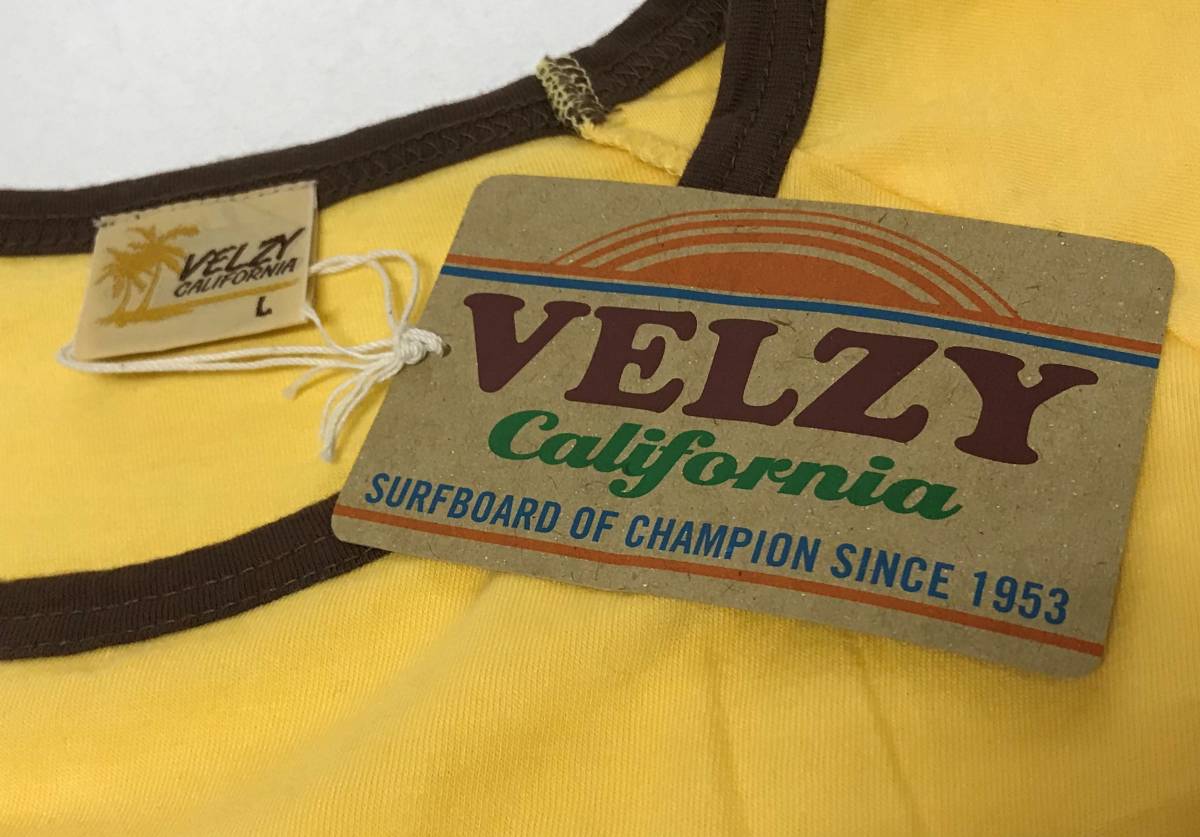 VELZY
CALIFORNIA
L
VELZY
California
SURFBOARD OF CHAMPION SINCE 1953